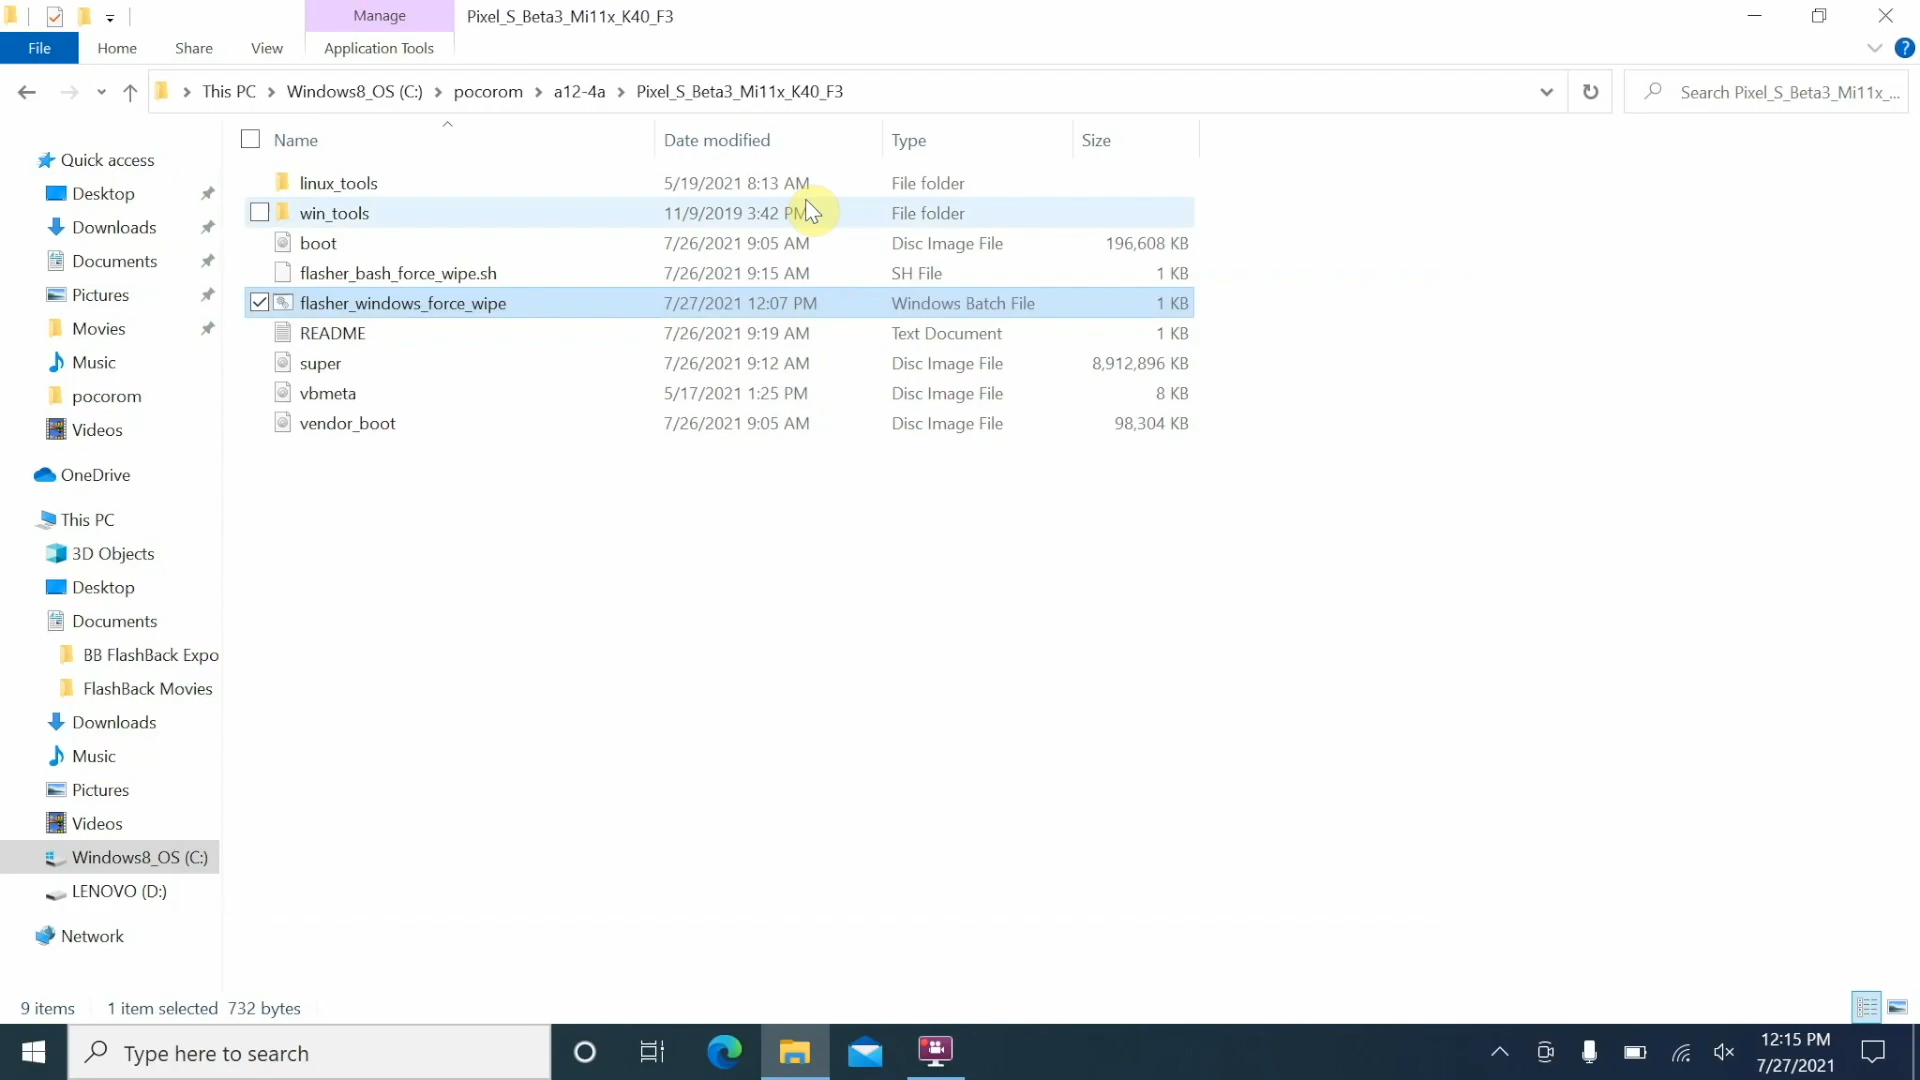 Manage
Pixel_S_Beta3_Mi11x_K40_F3
File
Home
Share
View
Application Tools
This PC
Windows8_OS (C:)
pocorom
a12-4a
Pixel_S_Beta3_Mi11x_K40_F3
Search Pixel_S_Beta3_Mi11x_...
Name
Date modified
Type
Size
linux_tools 5/19/2021 8:13 AM File folder
win_tools 11/9/2019 3:42 PM File folder
boot 7/26/2021 9:05 AM Disc Image File 196,608 KB
flasher_bash_force_wipe.sh 7/26/2021 9:15 AM SH File 1 KB
flasher_windows_force_wipe 7/27/2021 12:07 PM Windows Batch File 1 KB
README 7/26/2021 9:19 AM Text Document 1 KB
super 7/26/2021 9:12 AM Disc Image File 8,912,896 KB
vbmeta 5/17/2021 1:25 PM Disc Image File 8 KB
vendor_boot 7/26/2021 9:05 AM Disc Image File 98,304 KB
Quick access
Desktop
Downloads
Documents
Pictures
Movies
Music
pocorom
Videos
OneDrive
This PC
3D Objects
Desktop
Documents
BB FlashBack Expo
FlashBack Movies
Downloads
Music
Pictures
Videos
Windows8_OS (C:)
LENOVO (D:)
Network
9 items
1 item selected 732 bytes
Type here to search
12:15 PM
7/27/2021